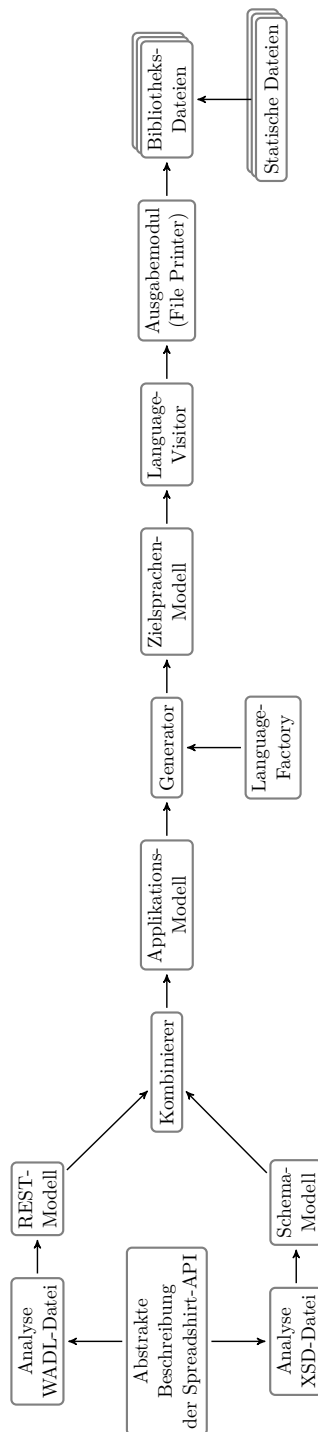 Analyse
WADL-Datei
REST-
Modell
Abstrakte
Beschreibung
der Spreadshirt-API
Analyse
XSD-Datei
Schema-
Modell
Kombinierer
Applikations-
Modell
Generator
Language-
Factory
Zielsprachen-
Modell
Language-
Visitor
Ausgabemodul
(File Printer)
Bibliotheks-
Dateien
Statische Dateien